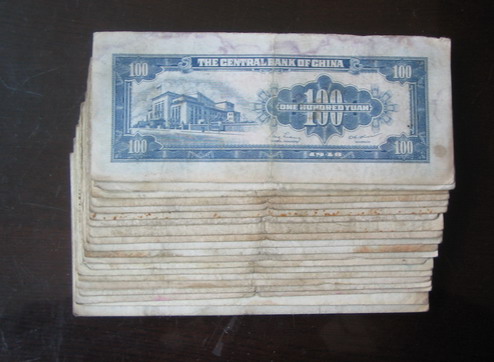 THE CENTRAL BANK OF CHINA
100 100
100
ONE HUNDRED YUAN
100 100